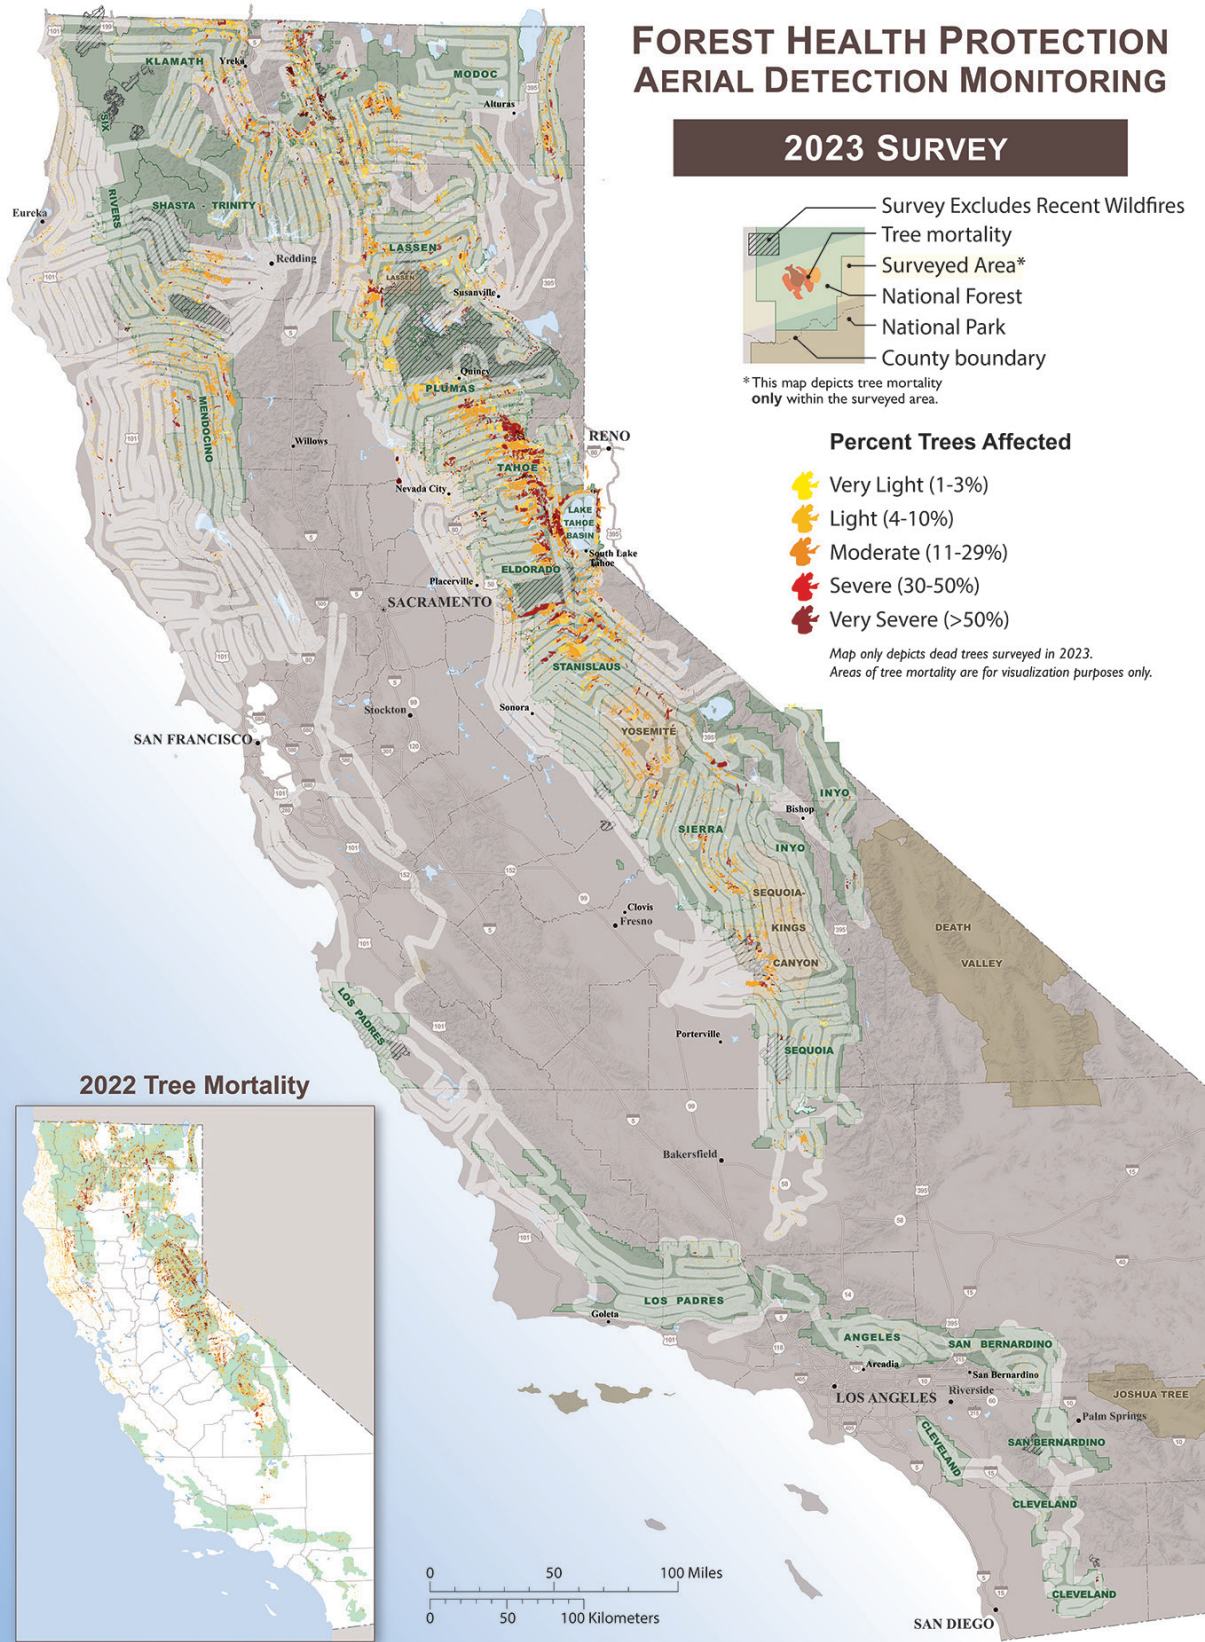 FOREST HEALTH PROTECTION
AERIAL DETECTION MONITORING
2023 SURVEY
Survey Excludes Recent Wildfires
Tree mortality
Surveyed Area*
National Forest
National Park
County boundary
* This map depicts tree mortality
only within the surveyed area.
Percent Trees Affected
Very Light (1-3%)
Light (4-10%)
Moderate (11-29%)
Severe (30-50%)
Very Severe (>50%)
Map only depicts dead trees surveyed in 2023.
Areas of tree mortality are for visualization purposes only.
KLAMATH
Yreka
MODOC
Alturas
SIX
RIVERS
SHASTA - TRINITY
Eureka
Redding
LASSEN
LASSEN
Susanville
Quincy
PLUMAS
MENDOCINO
Willows
RENO
TAHOE
Nevada City
LAKE
TAHOE
BASIN
South Lake
Tahoe
ELDORADO
Placerville
SACRAMENTO
STANISLAUS
Sonora
Stockton
SAN FRANCISCO
YOSEMITE
INYO
Bishop
SIERRA
INYO
SEQUOIA-
KINGS
CANYON
Clovis
Fresno
DEATH
VALLEY
LOS PADRES
Porterville
SEQUOIA
Bakersfield
LOS PADRES
Goleta
ANGELES
SAN BERNARDINO
Arcadia
San Bernardino
LOS ANGELES
Riverside
JOSHUA TREE
Palm Springs
CLEVELAND
SAN BERNARDINO
CLEVELAND
CLEVELAND
SAN DIEGO
2022 Tree Mortality
0 50 100 Miles
0 50 100 Kilometers